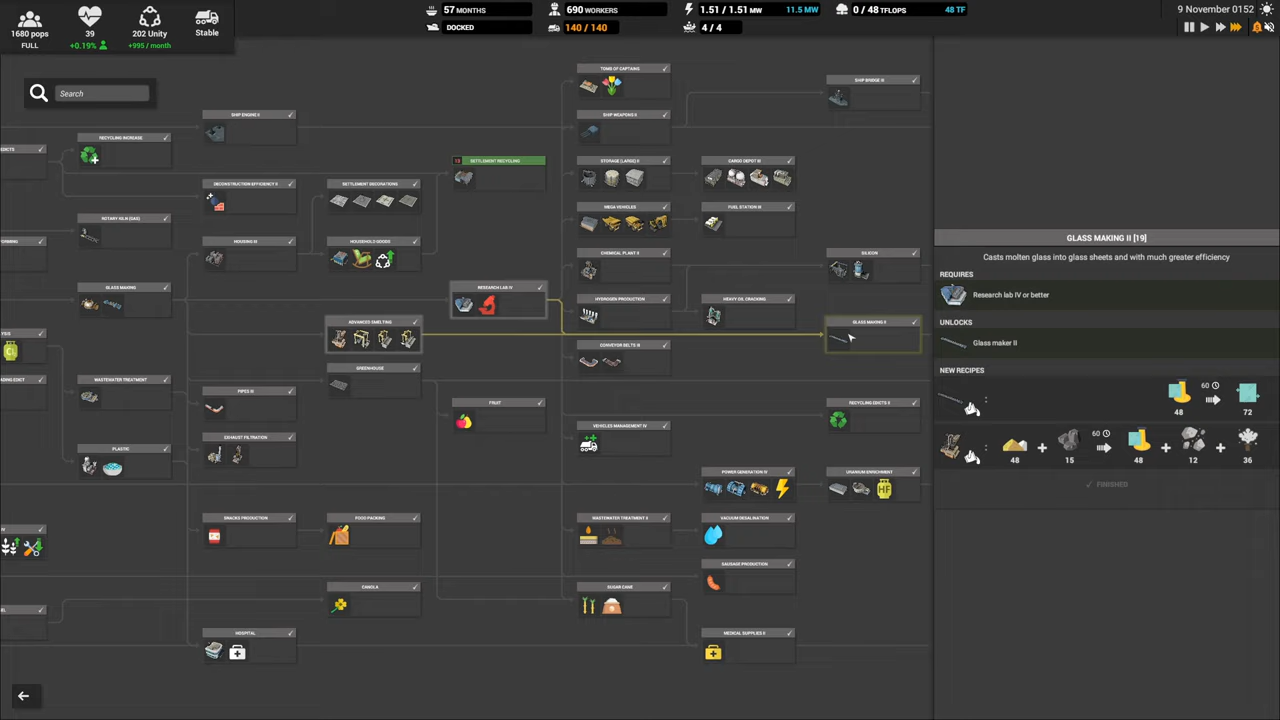 1680 pops
FULL
39
+0.19%
202 Unity
+995 / month
Stable
57 MONTHS
DOCKED
690 WORKERS
140 / 140
1.51 / 1.51 MW
11.5 MW
4 / 4
0 / 48 TFLOPS
48 TF
9 November 0152
Search
TOMB OF CAPTAINS
SHIP BRIDGE III
SHIP ENGINE II
SHIP WEAPONS II
RECYCLING INCREASE
EDICTS
13
SETTLEMENT RECYCLING
STORAGE (LARGE) II
CARGO DEPOT IV
DECONSTRUCTION EFFICIENCY II
SETTLEMENT DECORATIONS
MEGA VEHICLES
FUEL STATION III
ROTARY KILN (GAS)
HOUSING III
HOUSEHOLD GOODS
CHEMICAL PLANT II
SILICON
GLASS MAKING
RESEARCH LAB IV
HYDROGEN PRODUCTION
HEAVY OIL CRACKING
ADVANCED SMELTING
GLASS MAKING II
CONVEYOR BELTS III
GREENHOUSE
WASTEWATER TREATMENT
PIPES III
FRUIT
RECYCLING EDICTS II
VEHICLES MANAGEMENT IV
EXHAUST FILTRATION
PLASTIC
POWER GENERATION IV
URANIUM ENRICHMENT
HF
SNACKS PRODUCTION
FOOD PACKING
WASTEWATER TREATMENT II
VACUUM DESALINATION
SAUSAGE PRODUCTION
CANOLA
SUGAR CANE
HOSPITAL
MEDICAL SUPPLIES II
GLASS MAKING II [19]
Casts molten glass into glass sheets and with much greater efficiency
REQUIRES
Research lab IV or better
UNLOCKS
Glass maker II
NEW RECIPES
: 60
48 72
: + 60 + +
48 15 48 12 36
✓ FINISHED